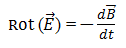 Rot(E⃗) = − dB⃗/dt